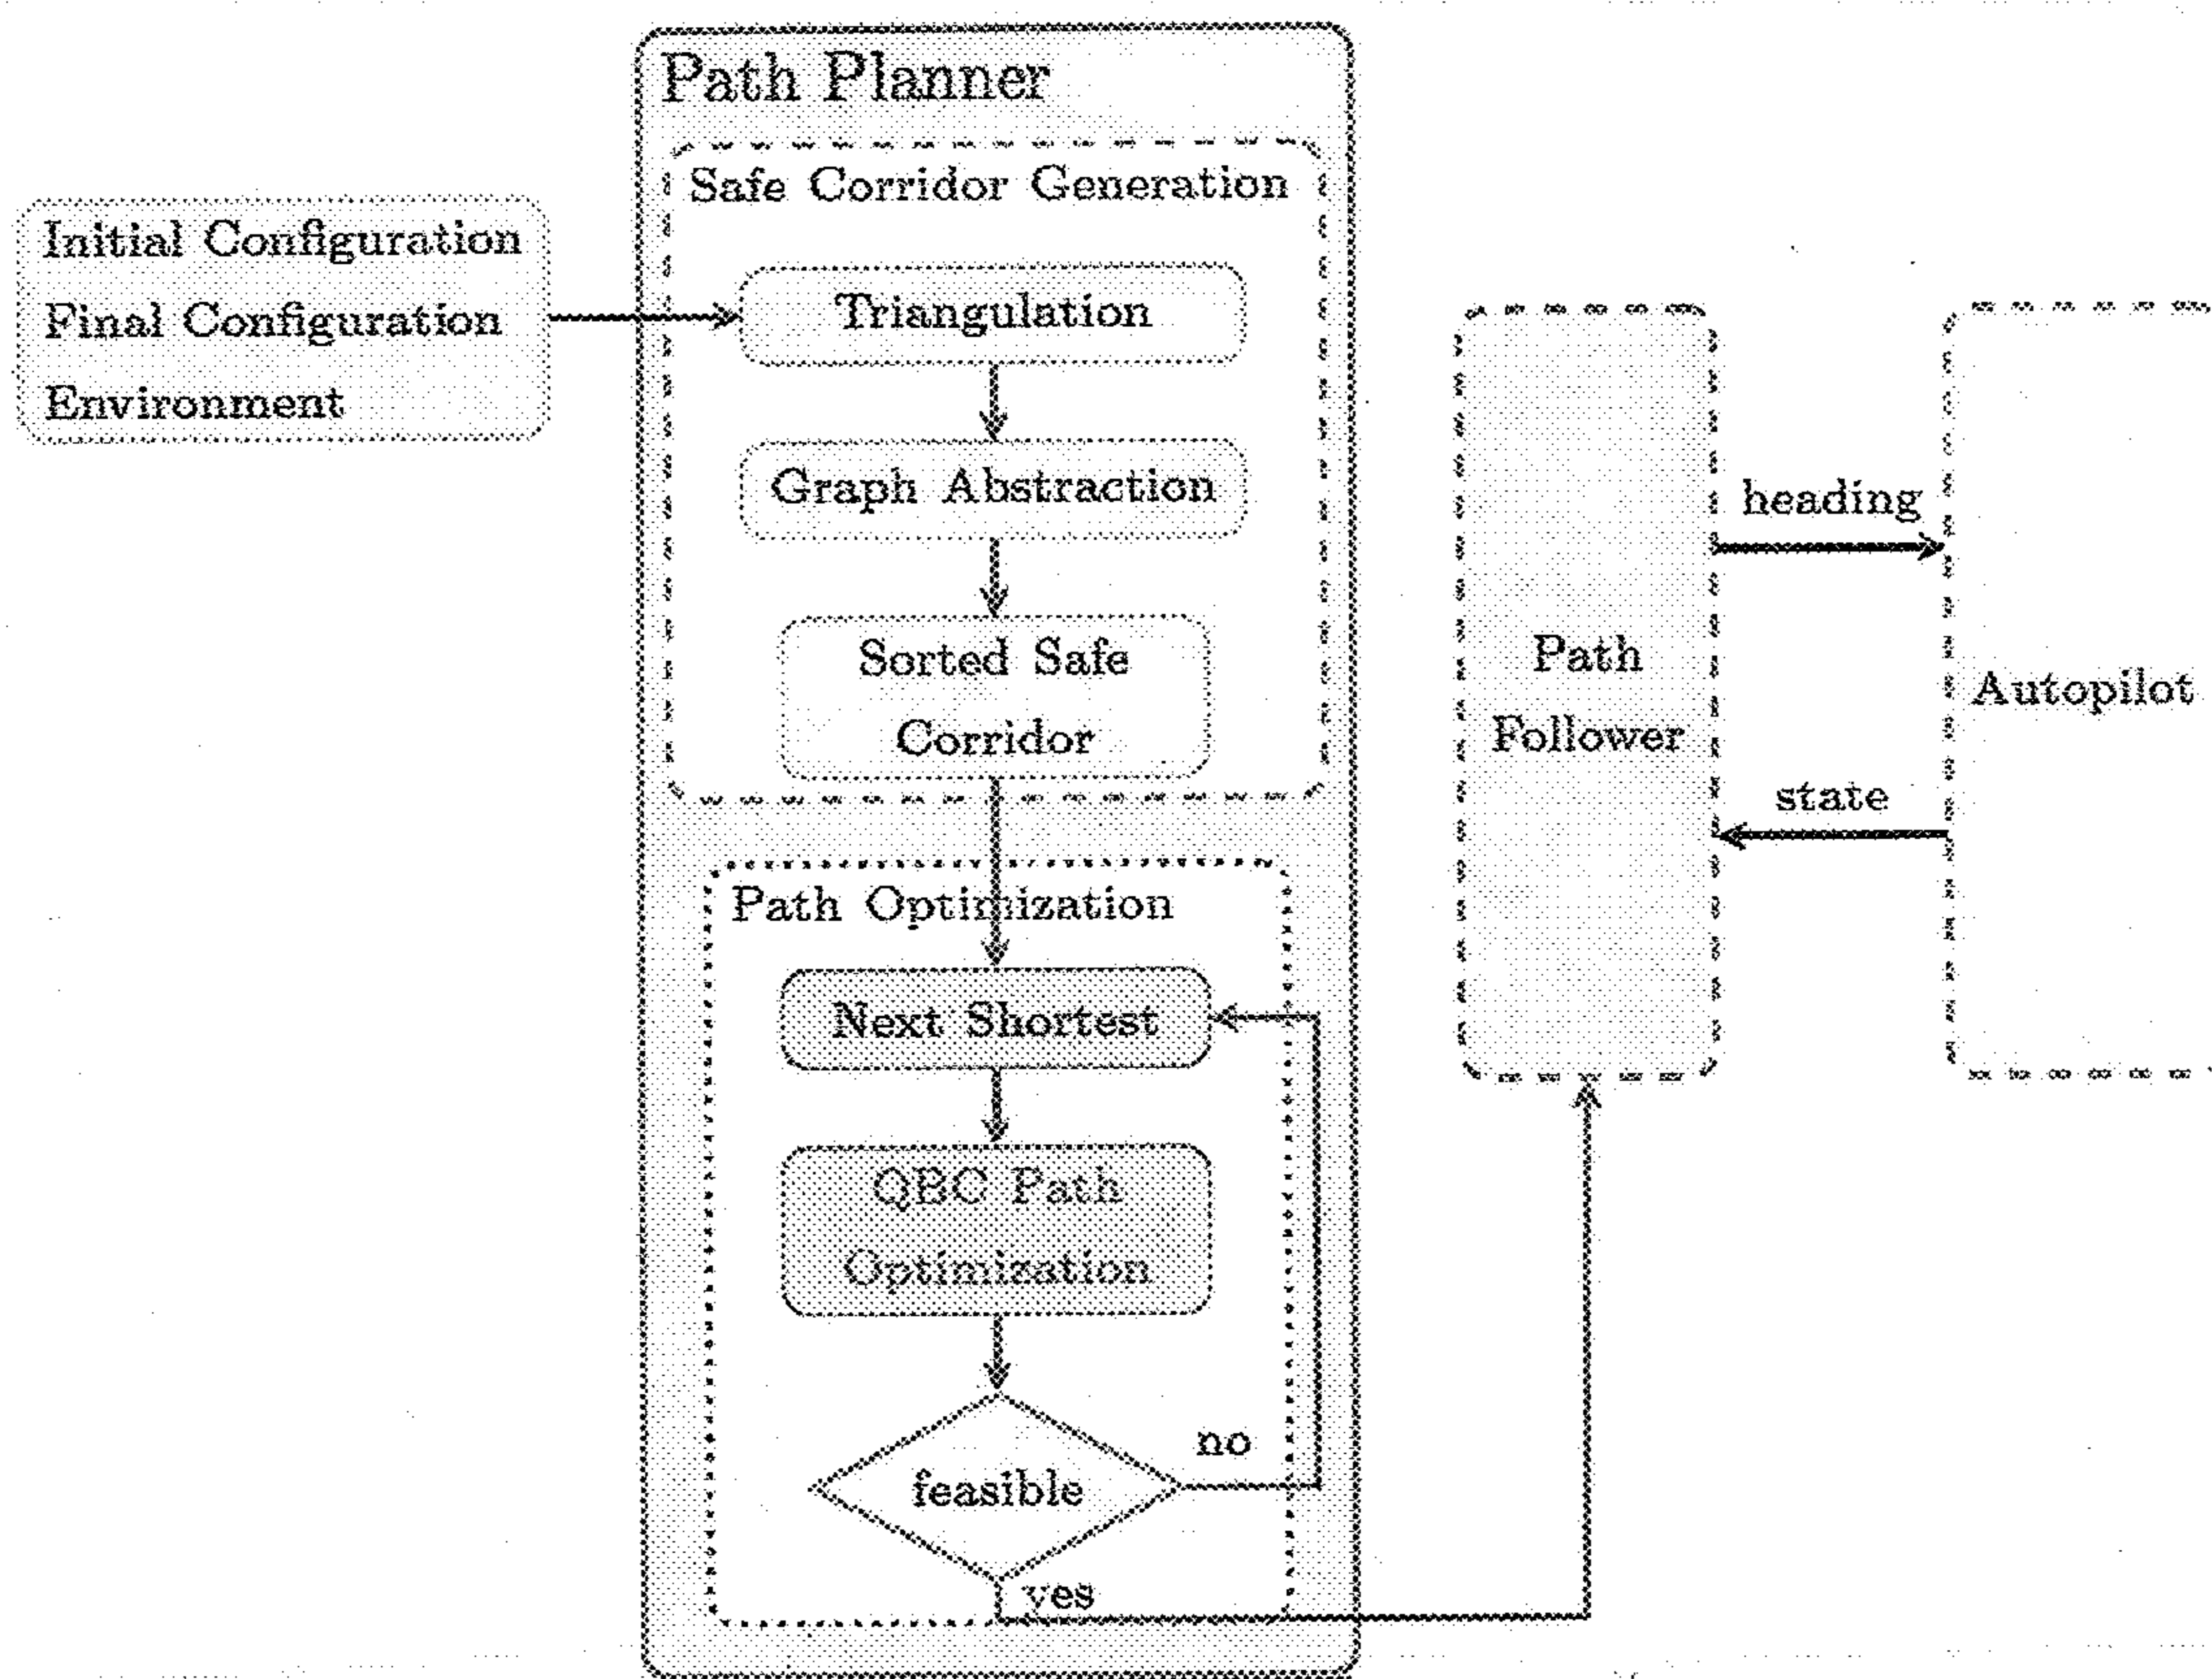 Path Planner
Safe Corridor Generation
Initial Configuration
Final Configuration
Environment
Triangulation
Graph Abstraction
Sorted Safe
Corridor
Path Optimization
Next Shortest
QBC Path
Optimization
feasible
no
yes
Path
Follower
heading
state
Autopilot